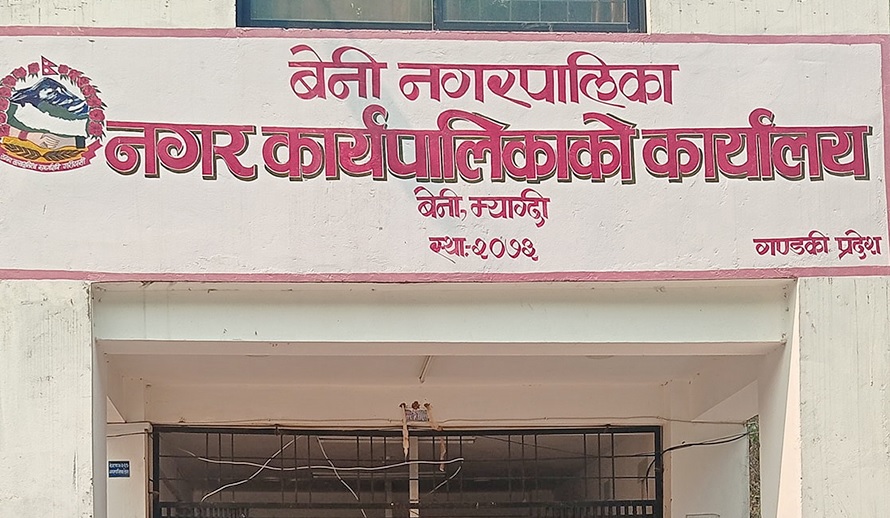 बेनी नगरपालिका
नगर कार्यपालिकाको कार्यालय
बेनी, म्याग्दी
स्था:-२०७३
गण्डकी प्रदेश